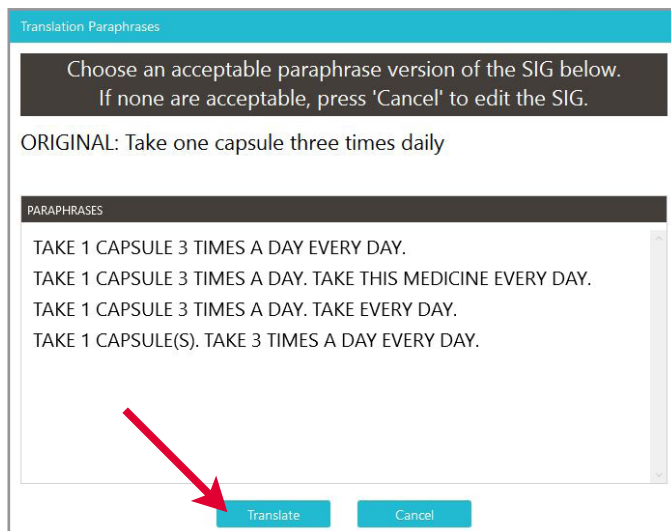 Translation Paraphrases
Choose an acceptable paraphrase version of the SIG below.
If none are acceptable, press 'Cancel' to edit the SIG.
ORIGINAL: Take one capsule three times daily
PARAPHRASES
TAKE 1 CAPSULE 3 TIMES A DAY EVERY DAY.
TAKE 1 CAPSULE 3 TIMES A DAY. TAKE THIS MEDICINE EVERY DAY.
TAKE 1 CAPSULE 3 TIMES A DAY. TAKE EVERY DAY.
TAKE 1 CAPSULE(S). TAKE 3 TIMES A DAY EVERY DAY.
Translate Cancel